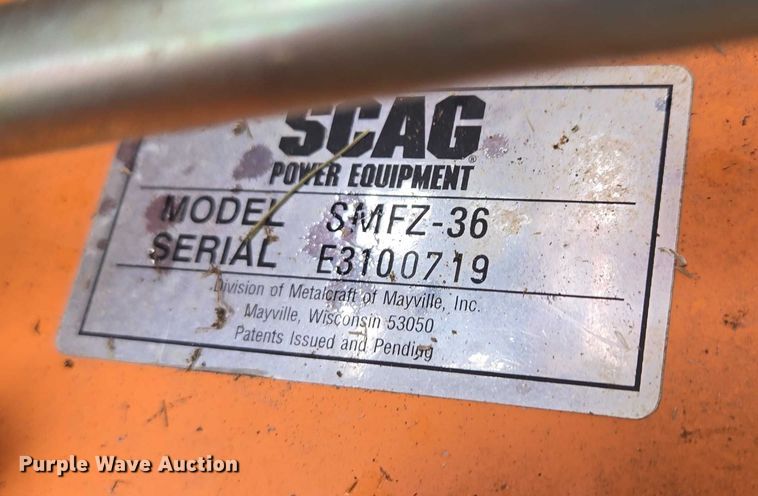 SCAG®
POWER EQUIPMENT
MODEL SMFZ-36
SERIAL E3100719
Division of Metalcraft of Mayville, Inc.
Mayville, Wisconsin 53050
Patents Issued and Pending
Purple Wave Auction